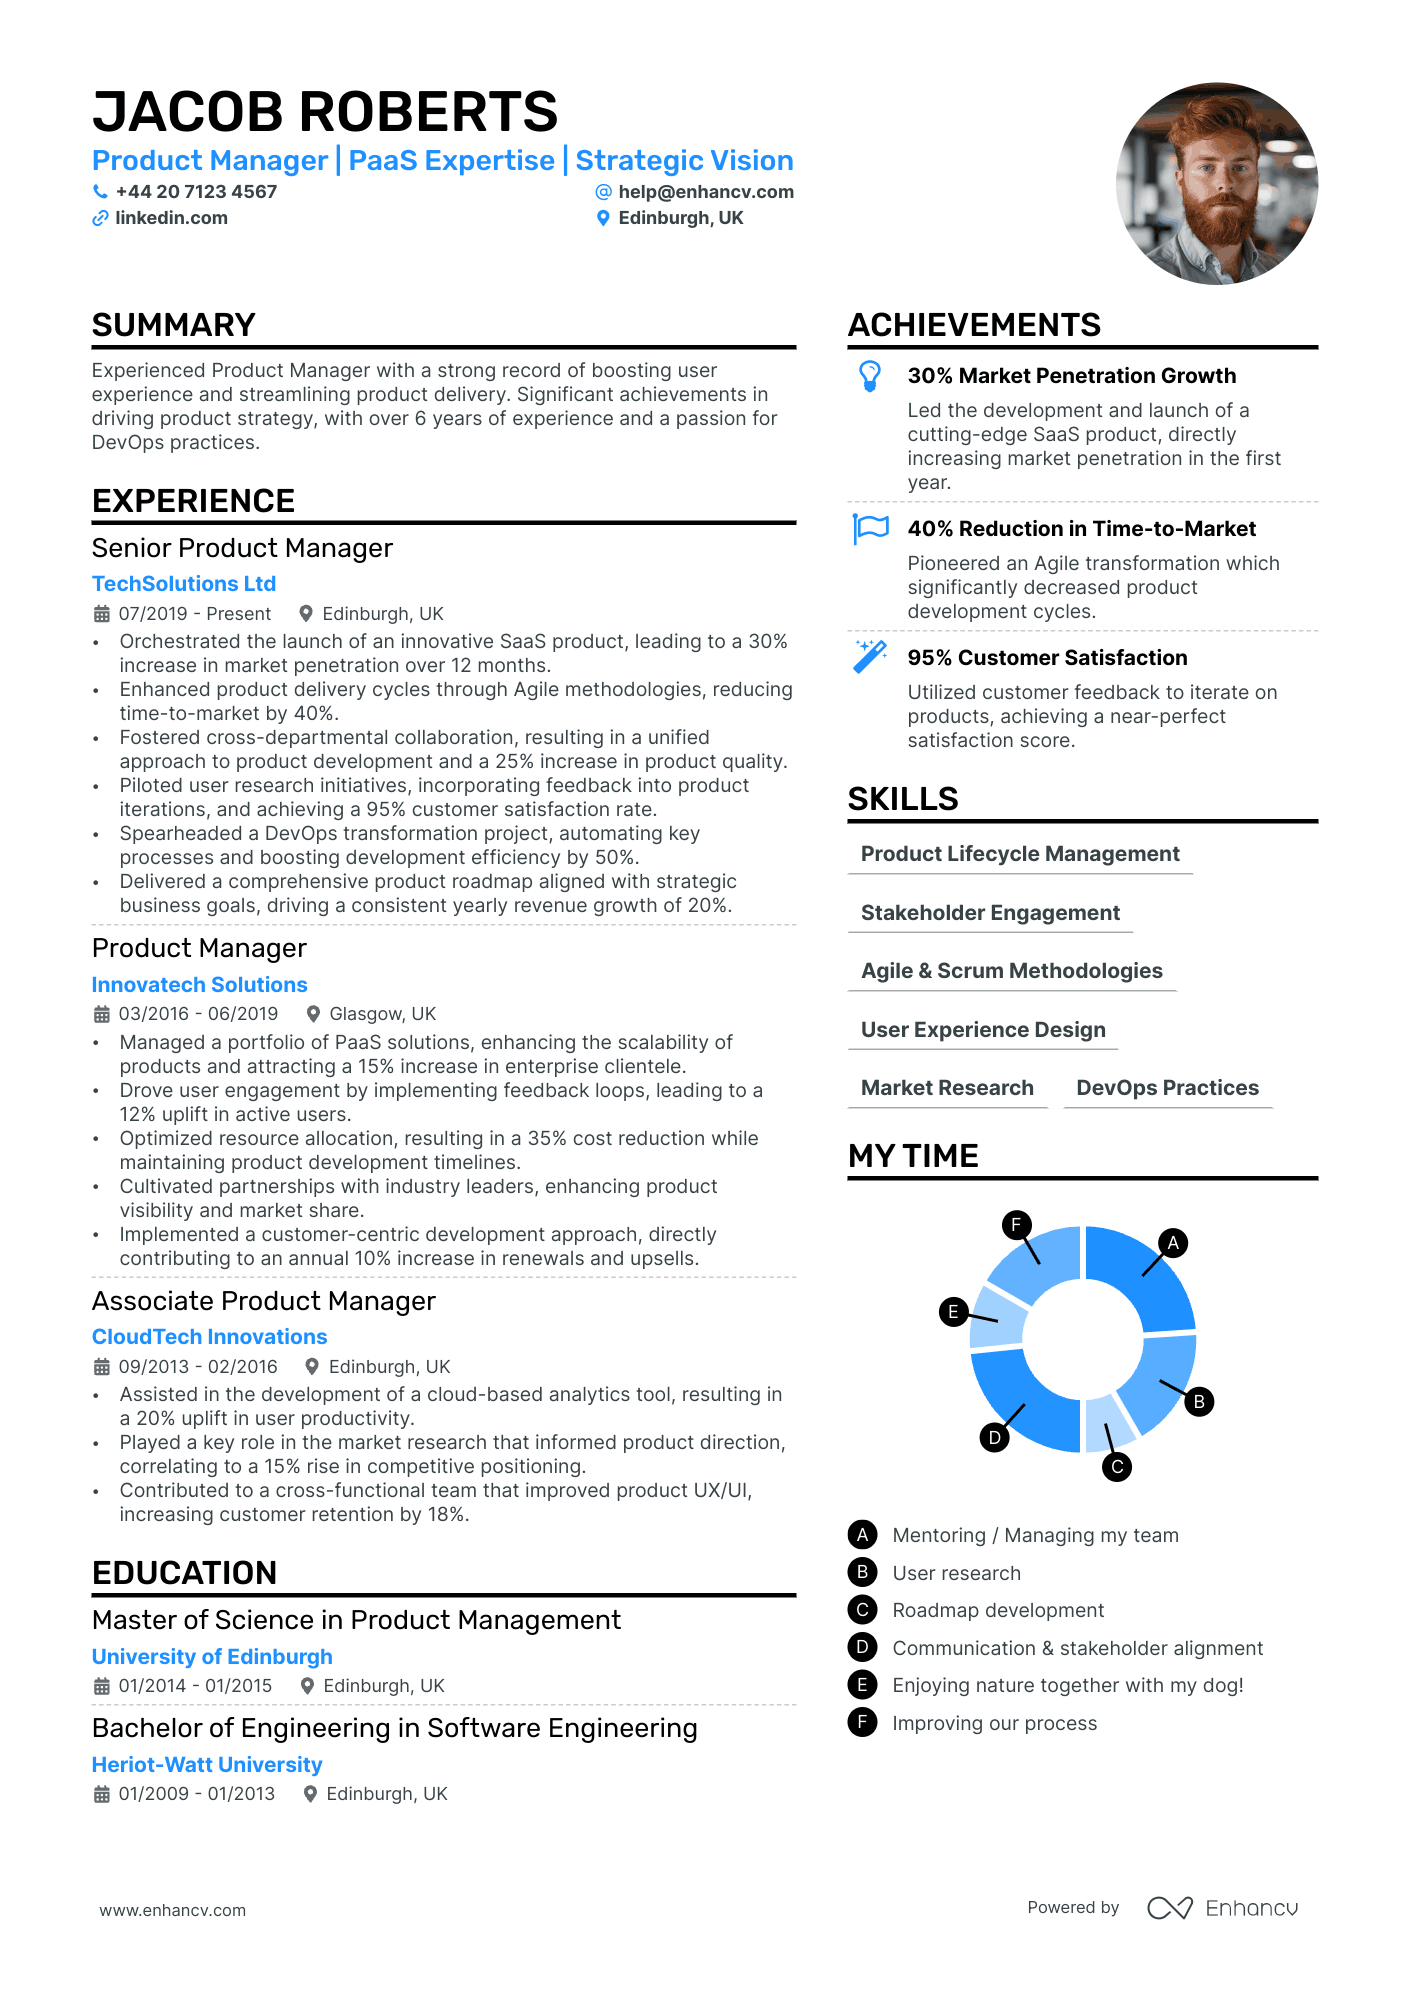 JACOB ROBERTS
Product Manager | PaaS Expertise | Strategic Vision
+44 20 7123 4567
help@enhancv.com
linkedin.com
Edinburgh, UK
SUMMARY
Experienced Product Manager with a strong record of boosting user
experience and streamlining product delivery. Significant achievements in
driving product strategy, with over 6 years of experience and a passion for
DevOps practices.
EXPERIENCE
Senior Product Manager
TechSolutions Ltd
07/2019 - Present Edinburgh, UK
• Orchestrated the launch of an innovative SaaS product, leading to a 30%
increase in market penetration over 12 months.
• Enhanced product delivery cycles through Agile methodologies, reducing
time-to-market by 40%.
• Fostered cross-departmental collaboration, resulting in a unified
approach to product development and a 25% increase in product quality.
• Piloted user research initiatives, incorporating feedback into product
iterations, and achieving a 95% customer satisfaction rate.
• Spearheaded a DevOps transformation project, automating key
processes and boosting development efficiency by 50%.
• Delivered a comprehensive product roadmap aligned with strategic
business goals, driving a consistent yearly revenue growth of 20%.
Product Manager
Innovatech Solutions
03/2016 - 06/2019 Glasgow, UK
• Managed a portfolio of PaaS solutions, enhancing the scalability of
products and attracting a 15% increase in enterprise clientele.
• Drove user engagement by implementing feedback loops, leading to a
12% uplift in active users.
• Optimized resource allocation, resulting in a 35% cost reduction while
maintaining product development timelines.
• Cultivated partnerships with industry leaders, enhancing product
visibility and market share.
• Implemented a customer-centric development approach, directly
contributing to an annual 10% increase in renewals and upsells.
Associate Product Manager
CloudTech Innovations
09/2013 - 02/2016 Edinburgh, UK
• Assisted in the development of a cloud-based analytics tool, resulting in
a 20% uplift in user productivity.
• Played a key role in the market research that informed product direction,
correlating to a 15% rise in competitive positioning.
• Contributed to a cross-functional team that improved product UX/UI,
increasing customer retention by 18%.
EDUCATION
Master of Science in Product Management
University of Edinburgh
01/2014 - 01/2015 Edinburgh, UK
Bachelor of Engineering in Software Engineering
Heriot-Watt University
01/2009 - 01/2013 Edinburgh, UK
ACHIEVEMENTS
30% Market Penetration Growth
Led the development and launch of a
cutting-edge SaaS product, directly
increasing market penetration in the first
year.
40% Reduction in Time-to-Market
Pioneered an Agile transformation which
significantly decreased product
development cycles.
95% Customer Satisfaction
Utilized customer feedback to iterate on
products, achieving a near-perfect
satisfaction score.
SKILLS
Product Lifecycle Management
Stakeholder Engagement
Agile & Scrum Methodologies
User Experience Design
Market Research DevOps Practices
MY TIME
F
A
E
B
D
C
A Mentoring / Managing my team
B User research
C Roadmap development
D Communication & stakeholder alignment
E Enjoying nature together with my dog!
F Improving our process
www.enhancv.com
Powered by Enhancv